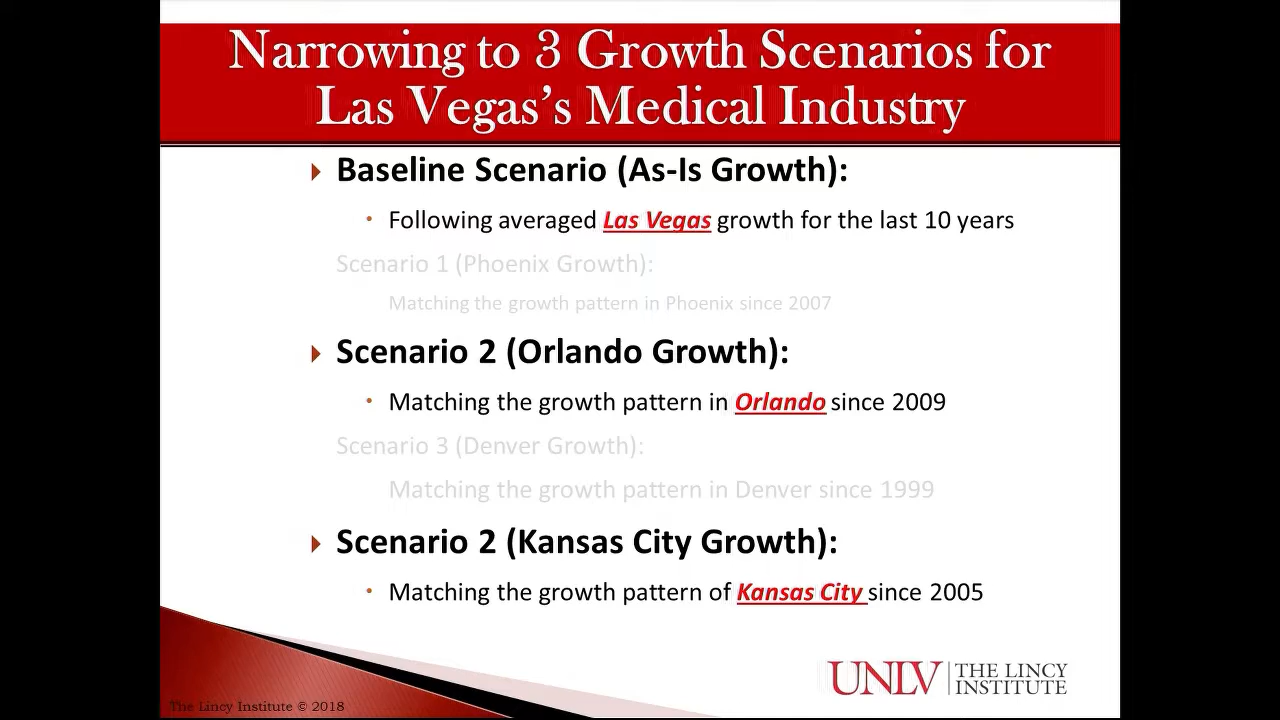 Narrowing to 3 Growth Scenarios for
Las Vegas's Medical Industry
Baseline Scenario (As-Is Growth):
Following averaged Las Vegas growth for the last 10 years
Scenario 1 (Phoenix Growth):
Matching the growth pattern in Phoenix since 2007
Scenario 2 (Orlando Growth):
Matching the growth pattern in Orlando since 2009
Scenario 3 (Denver Growth):
Matching the growth pattern in Denver since 1999
Scenario 2 (Kansas City Growth):
Matching the growth pattern of Kansas City since 2005
UNLV THE LINCY
INSTITUTE
The Lincy Institute © 2018